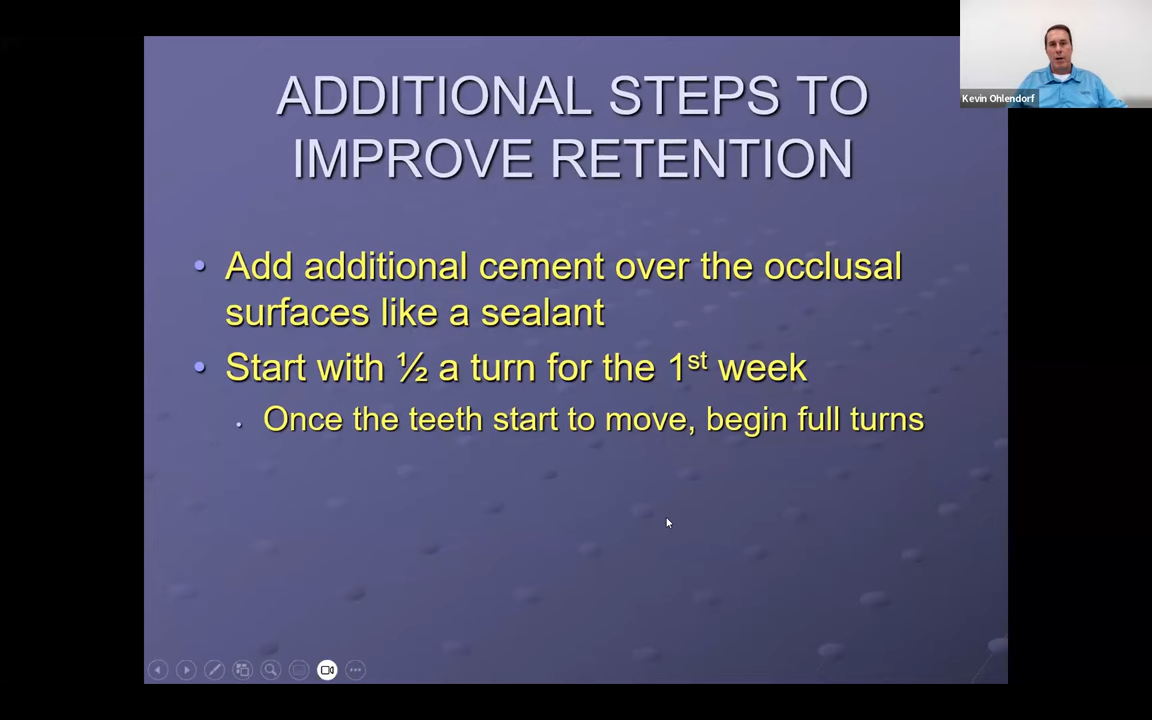 ADDITIONAL STEPS TO
IMPROVE RETENTION
• Add additional cement over the occlusal
surfaces like a sealant
• Start with ½ a turn for the 1st week
• Once the teeth start to move, begin full turns
Kevin Ohlendorf